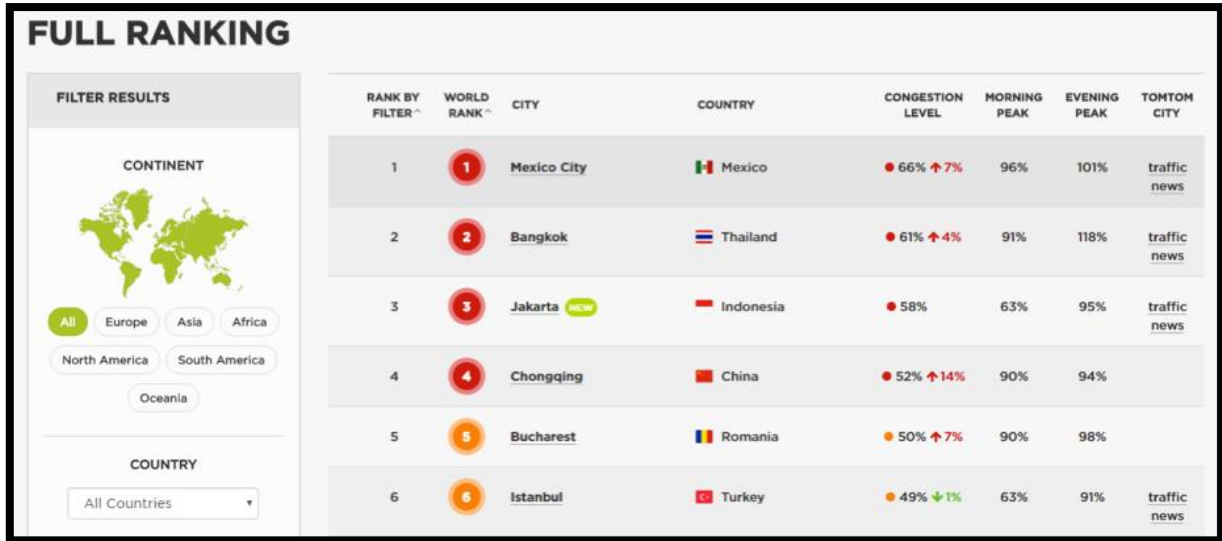 FULL RANKING
FILTER RESULTS
CONTINENT
All Europe Asia Africa
North America South America
Oceania
COUNTRY
All Countries
RANK BY WORLD CITY COUNTRY CONGESTION MORNING EVENING TOMTOM
FILTER RANK LEVEL PEAK PEAK CITY
1 1 Mexico City Mexico 66% 7% 96% 101% traffic
news
2 2 Bangkok Thailand 61% 4% 91% 118% traffic
news
3 3 Jakarta NEW Indonesia 58% 63% 95% traffic
news
4 4 Chongqing China 52% 14% 90% 94%
5 5 Bucharest Romania 50% 7% 90% 98%
6 6 Istanbul Turkey 49% 1% 63% 91% traffic
news